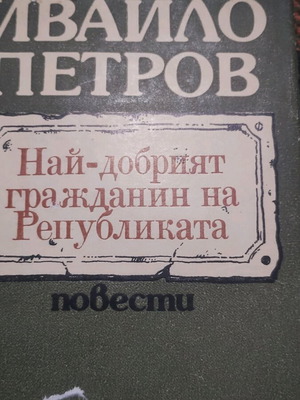 ИВАЙЛО
ПЕТРОВ
Най-добрият
гражданин на
Републиката
повести